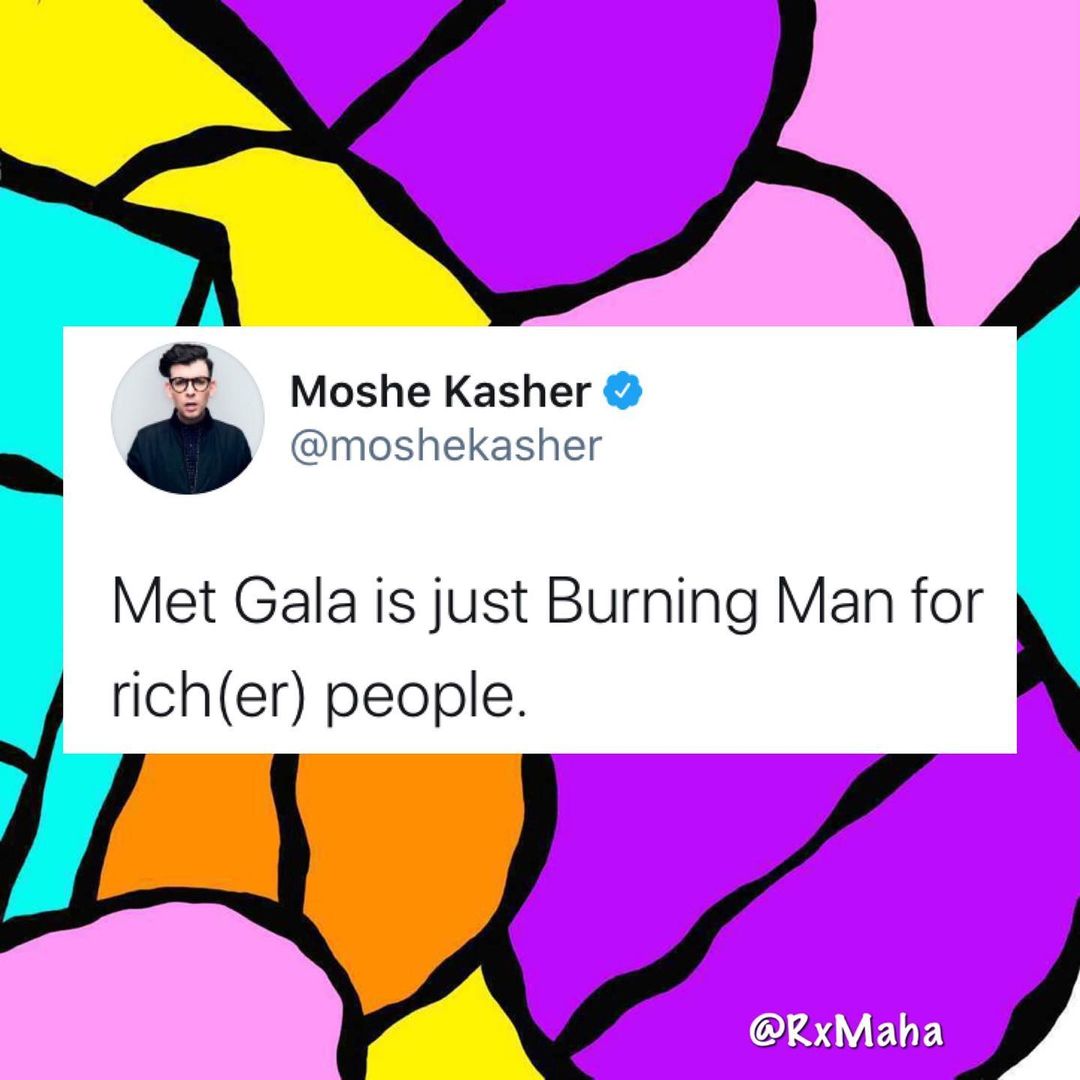 Moshe Kasher
@moshekasher
Met Gala is just Burning Man for
rich(er) people.
@RxMaha